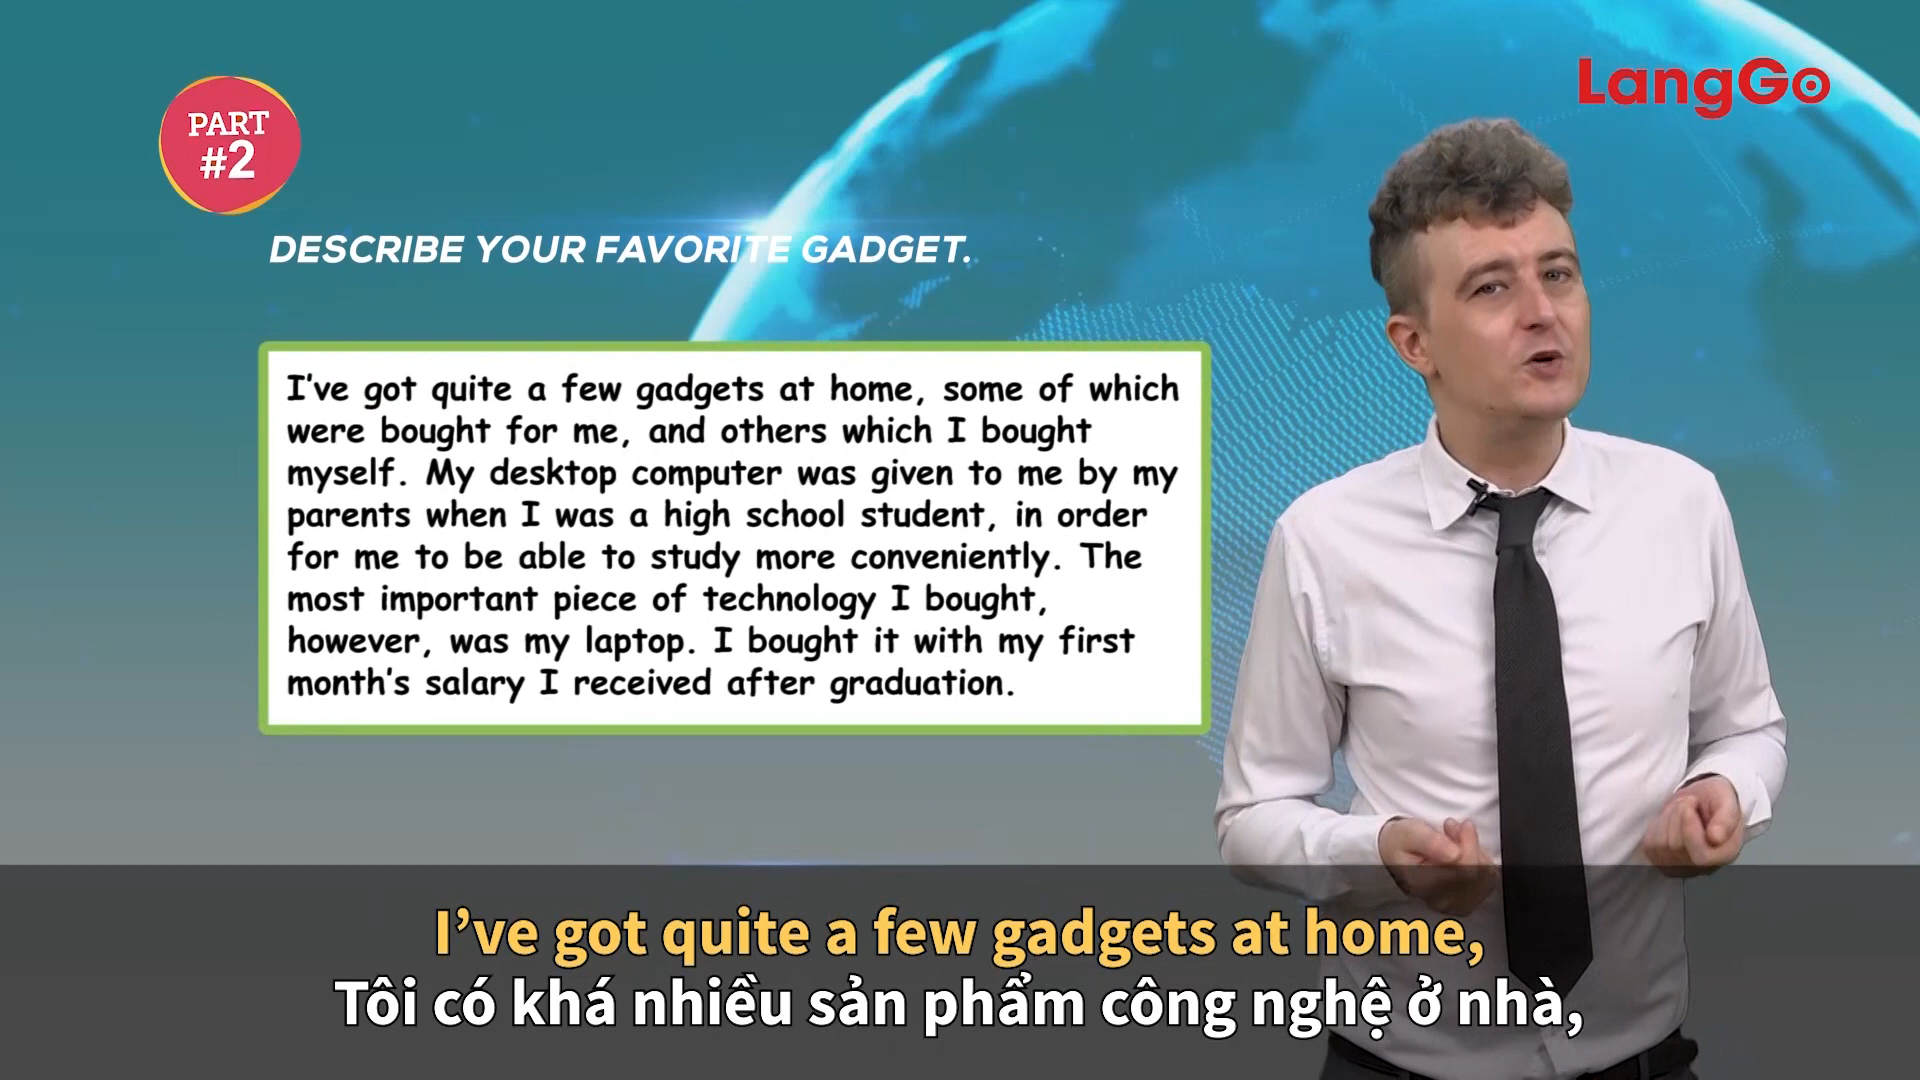 PART
#2
LangGo
DESCRIBE YOUR FAVORITE GADGET.
I've got quite a few gadgets at home, some of which
were bought for me, and others which I bought
myself. My desktop computer was given to me by my
parents when I was a high school student, in order
for me to be able to study more conveniently. The
most important piece of technology I bought,
however, was my laptop. I bought it with my first
month's salary I received after graduation.
I’ve got quite a few gadgets at home,
Tôi có khá nhiều sản phẩm công nghệ ở nhà,